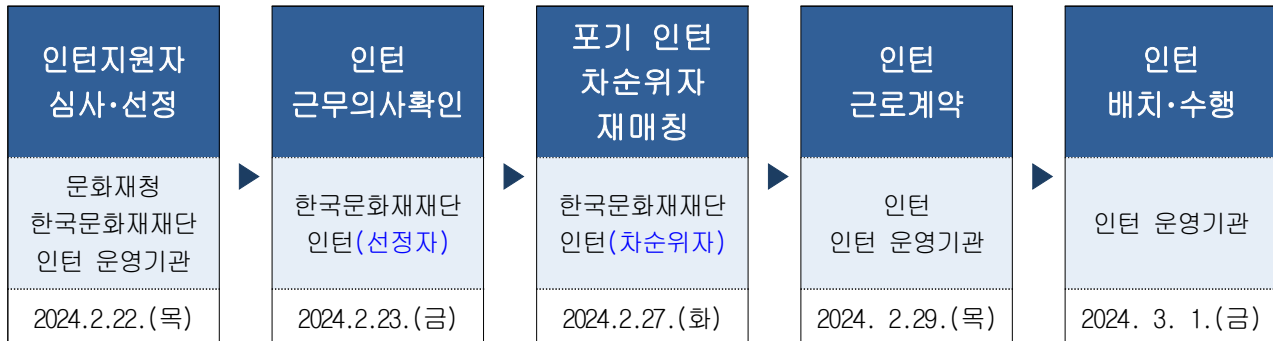 인턴지원자
심사·선정
문화재청
한국문화재재단
인턴 운영기관
2024.2.22.(목)
▶
인턴
근무의사확인
한국문화재재단
인턴(선정자)
2024.2.23.(금)
▶
포기 인턴
차순위자
재매칭
한국문화재재단
인턴(차순위자)
2024.2.27.(화)
▶
인턴
근로계약
인턴
인턴 운영기관
2024. 2.29.(목)
▶
인턴
배치·수행
인턴 운영기관
2024. 3. 1.(금)